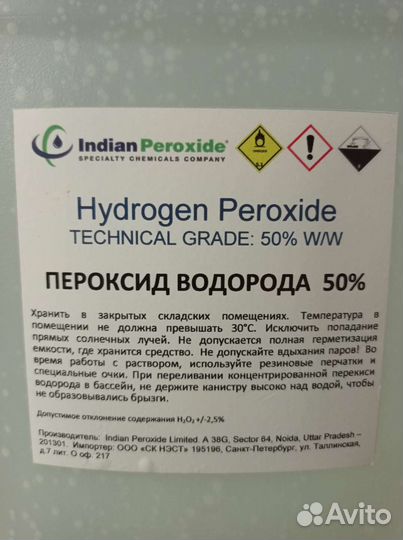 Indian Peroxide®
SPECIALTY CHEMICALS COMPANY
5.1
8
Hydrogen Peroxide
TECHNICAL GRADE: 50% W/W
ПЕРОКСИД ВОДОРОДА 50%
Хранить в закрытых складских помещениях. Температура в
помещении не должна превышать 30°С. Исключить попадание
прямых солнечных лучей. Не допускается полная герметизация
емкости, где хранится средство. Не допускайте вдыхания паров! Во
время работы с раствором, используйте резиновые перчатки и
специальные очки. При переливании концентрированной перекиси
водорода в бассейн, не держите канистру высоко над водой, чтобы
не образовывались брызги.
Допустимое отклонение содержания H₂O₂ +/-2,5%
Производитель: Indian Peroxide Limited. A 38G, Sector 64, Noida, Uttar Pradesh –
201301. Импортер: ООО «СК НЭСТ» 195196, Санкт-Петербург, ул. Таллинская,
д.7 лит. О оф. 217
Avito